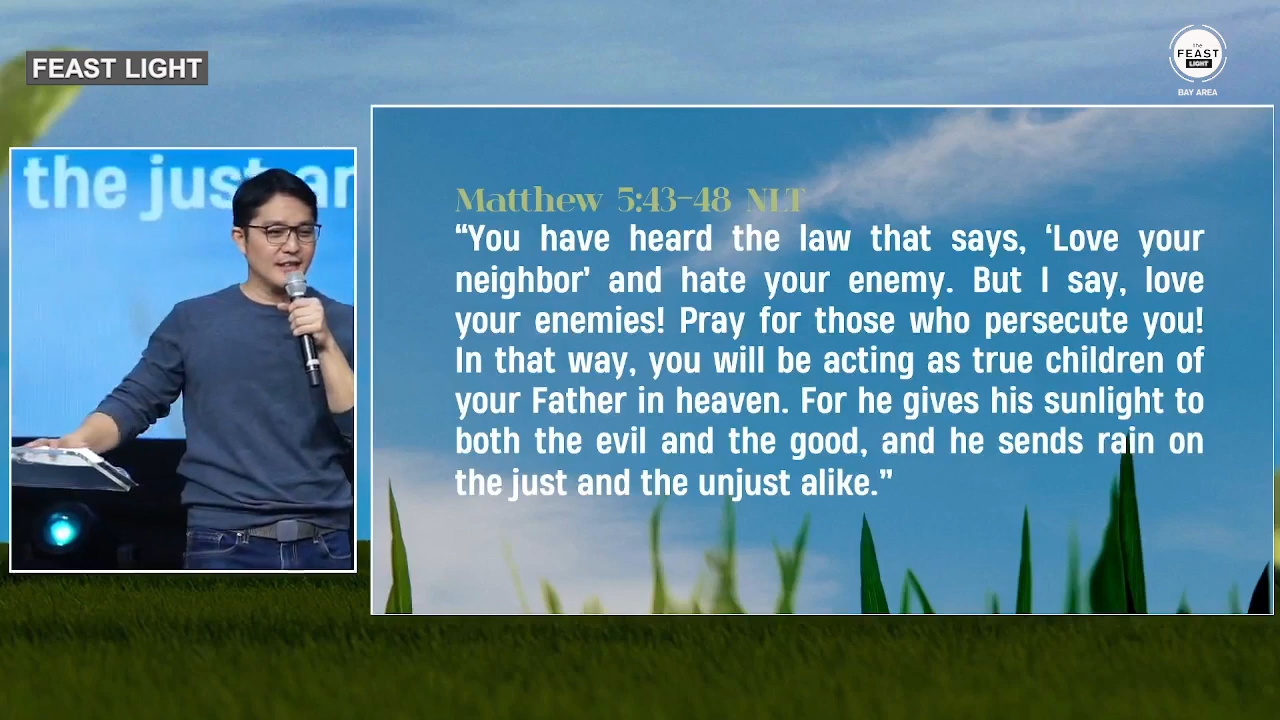 FEAST LIGHT
the
FEAST
LIGHT
BAY AREA
the just an
Matthew 5:43-48 NLT
“You have heard the law that says, ‘Love your
neighbor’ and hate your enemy. But I say, love
your enemies! Pray for those who persecute you!
In that way, you will be acting as true children of
your Father in heaven. For he gives his sunlight to
both the evil and the good, and he sends rain on
the just and the unjust alike.”